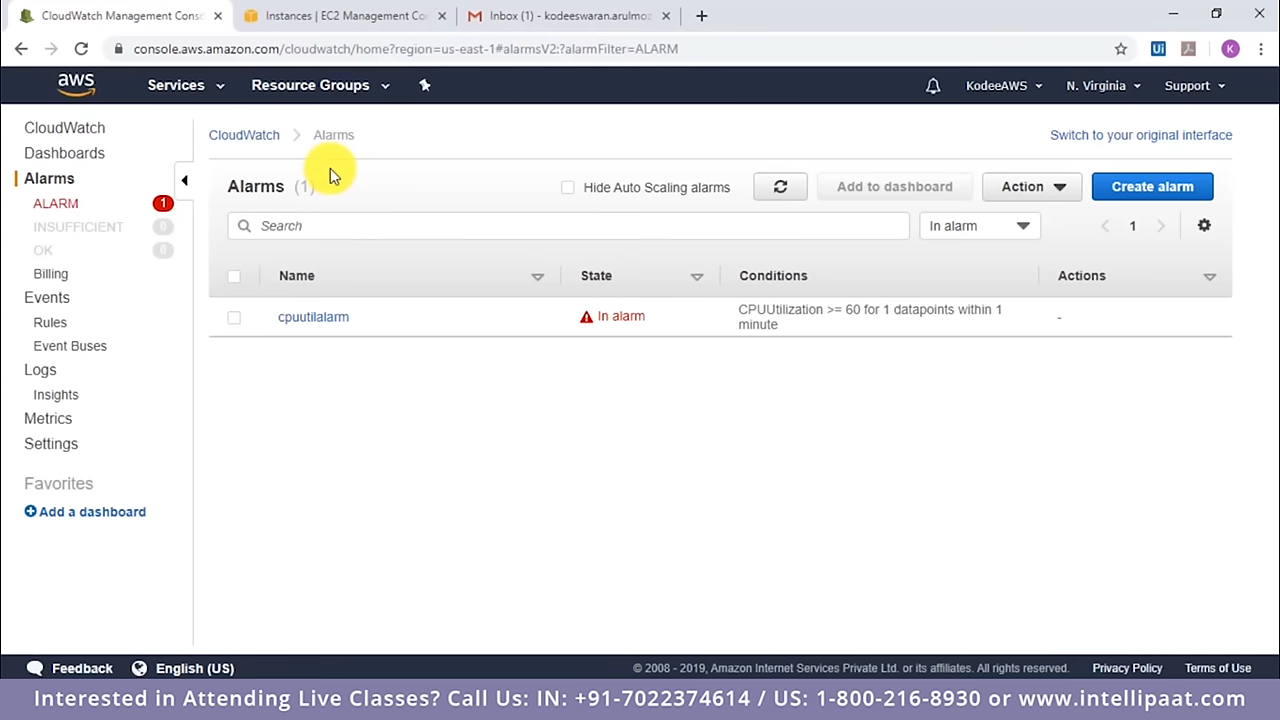 CloudWatch Management Conso
Instances | EC2 Management Con
Inbox (1) - kodeeswaran.arulmoz
console.aws.amazon.com/cloudwatch/home?region=us-east-1#alarmsV2:?alarmFilter=ALARM
Ui
K
aws
Services
Resource Groups
KodeeAWS
N. Virginia
Support
CloudWatch
Dashboards
Alarms
ALARM 1
INSUFFICIENT 0
OK 0
Billing
Events
Rules
Event Buses
Logs
Insights
Metrics
Settings
Favorites
Add a dashboard
CloudWatch
Alarms
Switch to your original interface
Alarms (1)
Hide Auto Scaling alarms
Add to dashboard
Action
Create alarm
Search
In alarm
1
Name
State
Conditions
Actions
cpuutilalarm
In alarm
CPUUtilization >= 60 for 1 datapoints within 1
minute
-
Feedback
English (US)
© 2008 - 2019, Amazon Internet Services Private Ltd. or its affiliates. All rights reserved.
Privacy Policy
Terms of Use
Interested in Attending Live Classes? Call Us: IN: +91-7022374614 / US: 1-800-216-8930 or www.intellipaat.com